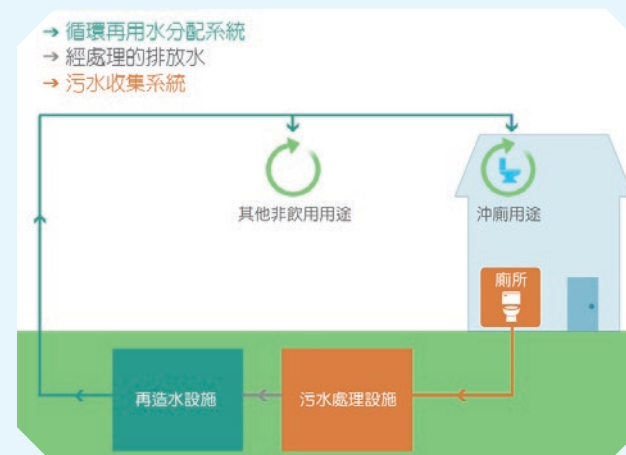 → 循環再用水分配系統
→ 經處理的排放水
→ 污水收集系統
其他非飲用用途
沖廁用途
廁所
再造水設施
污水處理設施